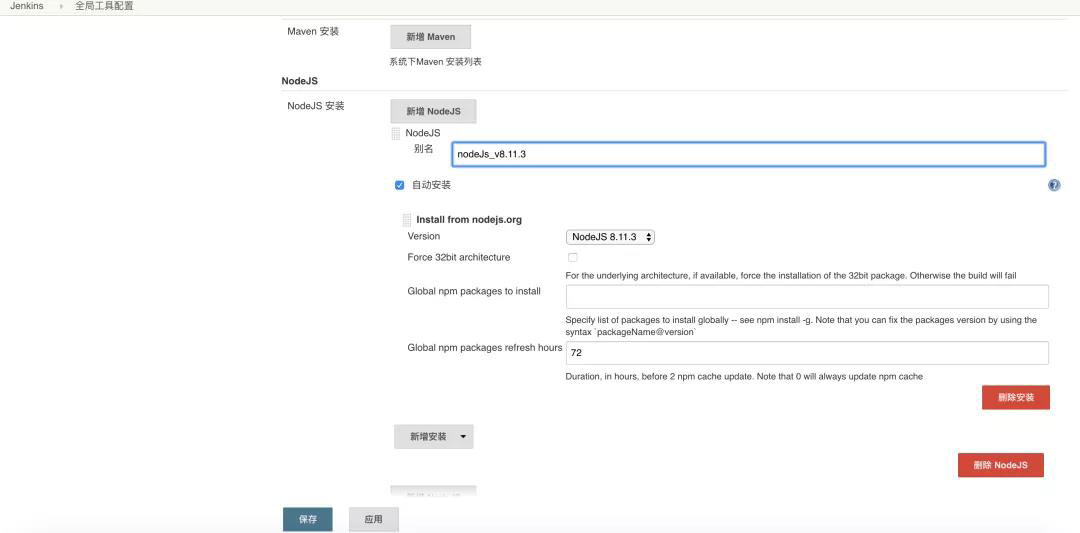 Jenkins 全局工具配置
Maven 安装
新增 Maven
系统下Maven 安装列表
NodeJS
NodeJS 安装
新增 NodeJS
NodeJS
别名
nodeJs_v8.11.3
自动安装
Install from nodejs.org
Version
NodeJS 8.11.3
Force 32bit architecture
For the underlying architecture, if available, force the installation of the 32bit package. Otherwise the build will fail
Global npm packages to install
Specify list of packages to install globally -- see npm install -g. Note that you can fix the packages version by using the
syntax `packageName@version`
Global npm packages refresh hours
72
Duration, in hours, before 2 npm cache update. Note that 0 will always update npm cache
删除安装
新增安装
删除 NodeJS
新增 NodeJS
保存
应用